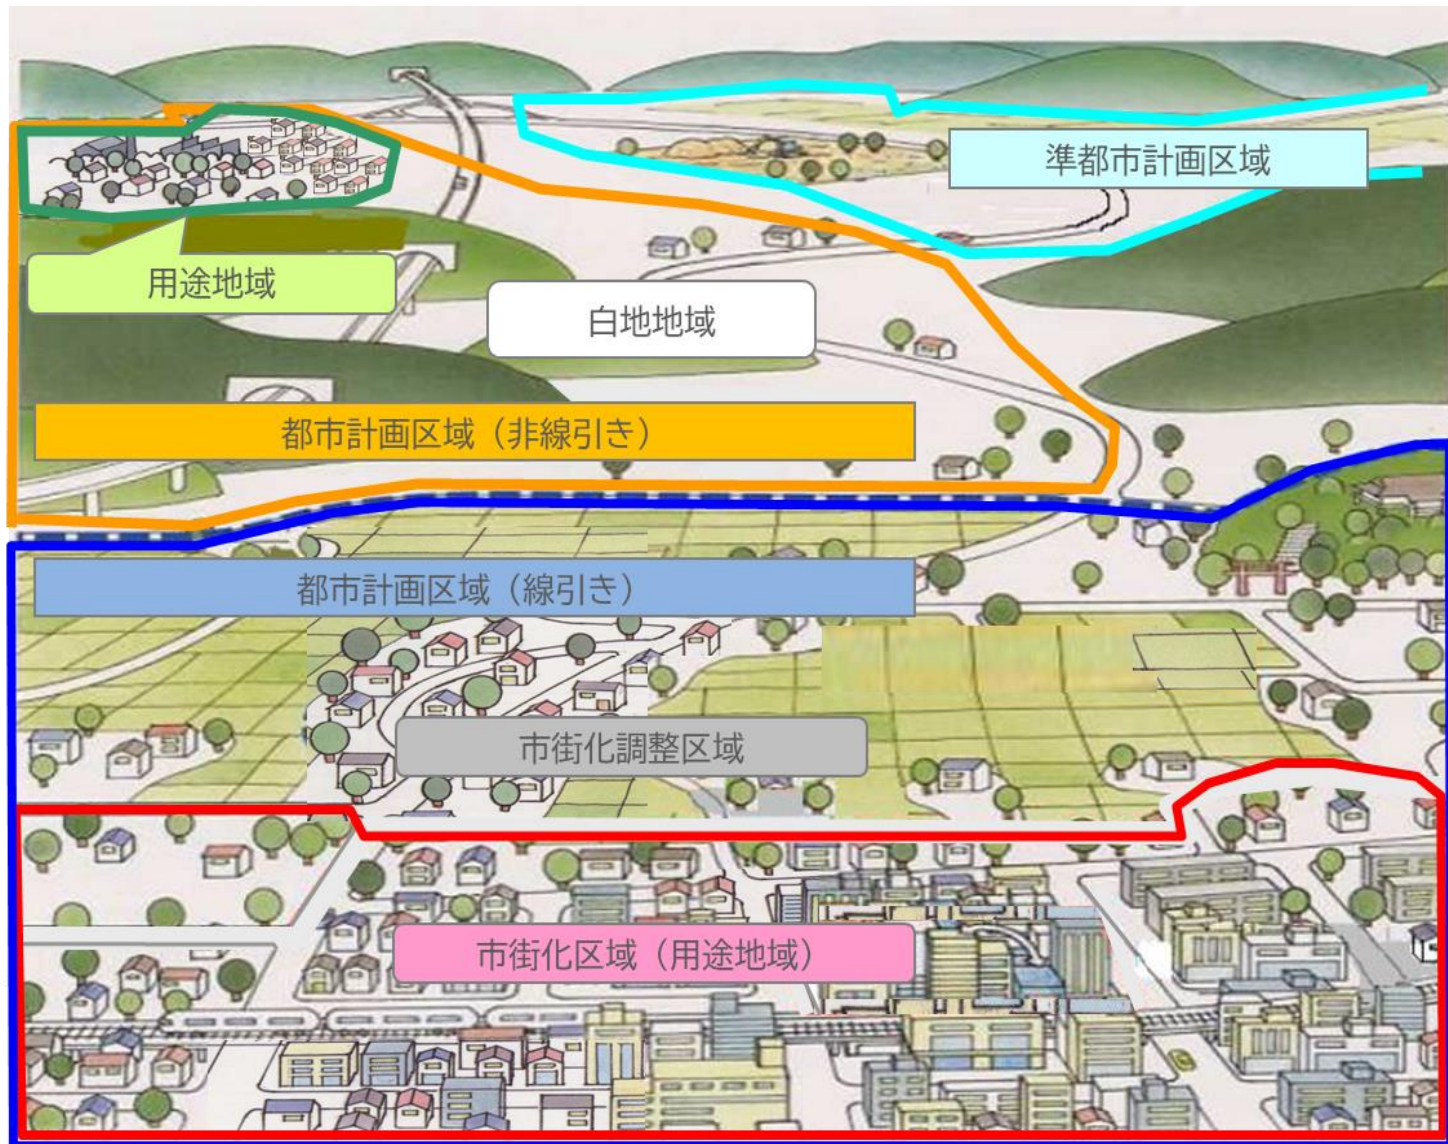 準都市計画区域
用途地域
白地地域
都市計画区域（非線引き）
都市計画区域（線引き）
市街化調整区域
市街化区域（用途地域）